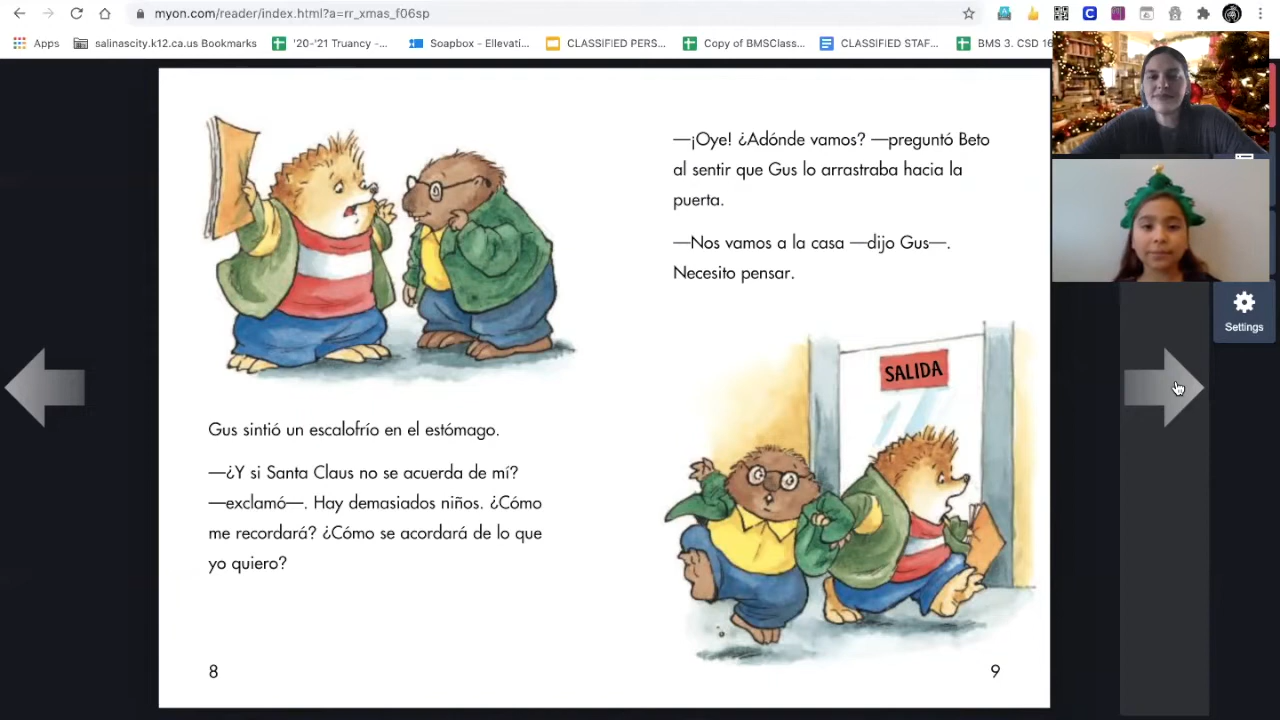 myon.com/reader/index.html?a=rr_xmas_f06sp
Apps
salinascity.k12.ca.us Bookmarks
'20-'21 Truancy -...
Soapbox - Ellevati...
CLASSIFIED PERS...
Copy of BMSClass...
CLASSIFIED STAF...
BMS 3. CSD 16
Gus sintió un escalofrío en el estómago.
—¿Y si Santa Claus no se acuerda de mí?
—exclamó—. Hay demasiados niños. ¿Cómo
me recordará? ¿Cómo se acordará de lo que
yo quiero?
8
—¡Oye! ¿Adónde vamos? —preguntó Beto
al sentir que Gus lo arrastraba hacia la
puerta.
—Nos vamos a la casa —dijo Gus—.
Necesito pensar.
SALIDA
9
Settings